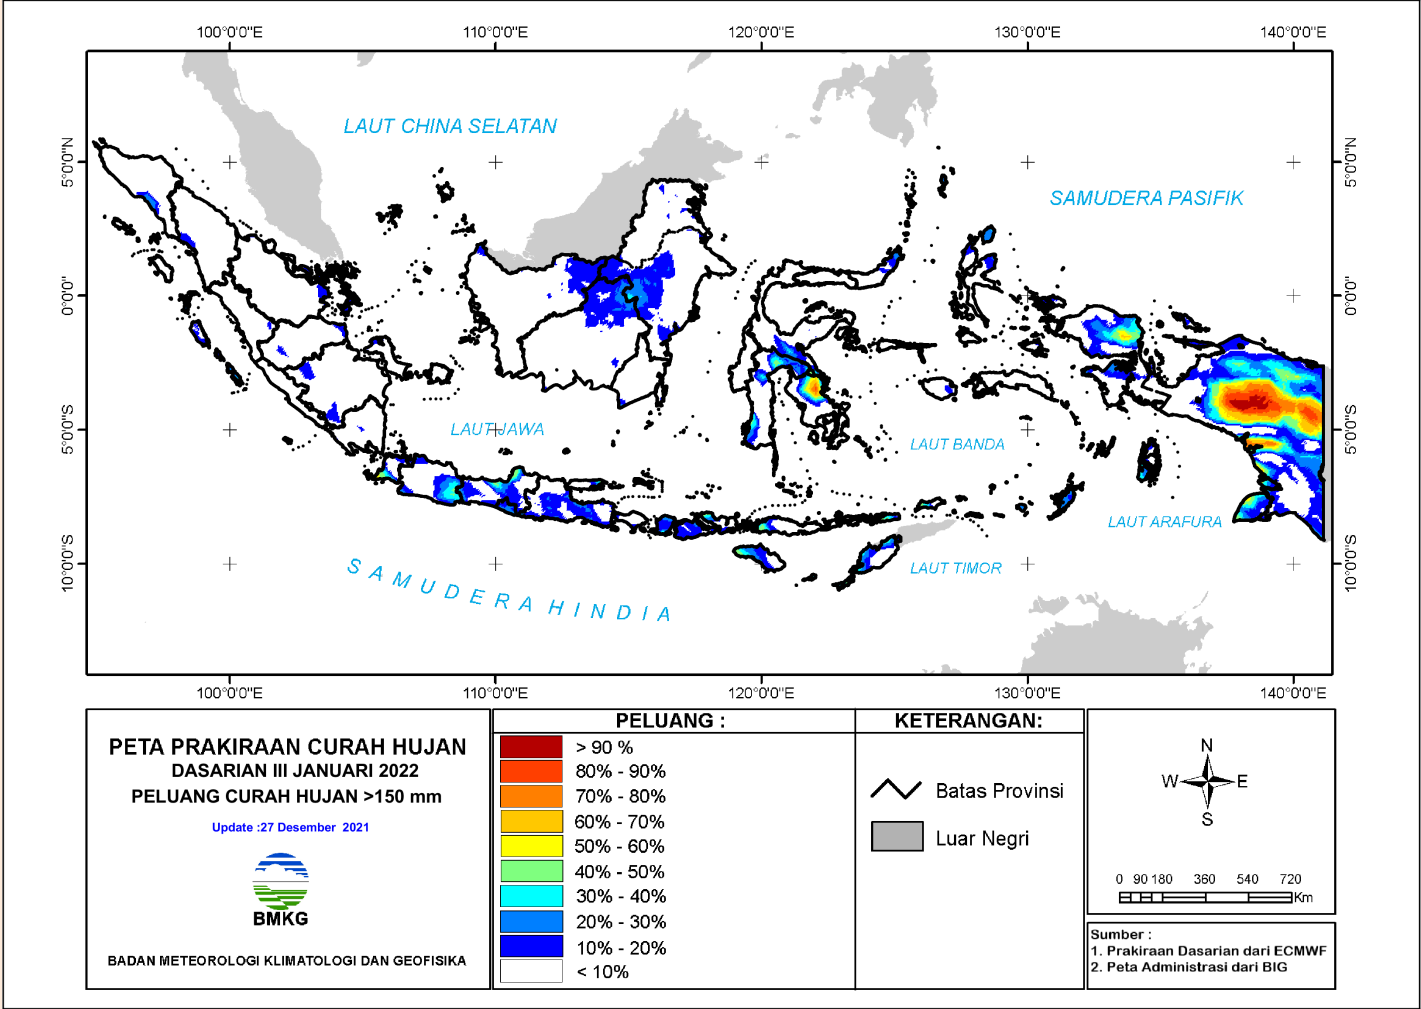 100°0'0"E 110°0'0"E 120°0'0"E 130°0'0"E 140°0'0"E
5°0'0"N
0°0'0"
5°0'0"S
10°0'0"S
5°0'0"N
0°0'0"
5°0'0"S
10°0'0"S
LAUT CHINA SELATAN
SAMUDERA PASIFIK
LAUT JAWA
LAUT BANDA
LAUT ARAFURA
LAUT TIMOR
SAMUDERA HINDIA
100°0'0"E 110°0'0"E 120°0'0"E 130°0'0"E 140°0'0"E
PETA PRAKIRAAN CURAH HUJAN
DASARIAN III JANUARI 2022
PELUANG CURAH HUJAN >150 mm
Update :27 Desember 2021
BMKG
BADAN METEOROLOGI KLIMATOLOGI DAN GEOFISIKA
PELUANG :
> 90 %
80% - 90%
70% - 80%
60% - 70%
50% - 60%
40% - 50%
30% - 40%
20% - 30%
10% - 20%
< 10%
KETERANGAN:
Batas Provinsi
Luar Negri
N
W E
S
0 90 180 360 540 720
Km
Sumber :
1. Prakiraan Dasarian dari ECMWF
2. Peta Administrasi dari BIG